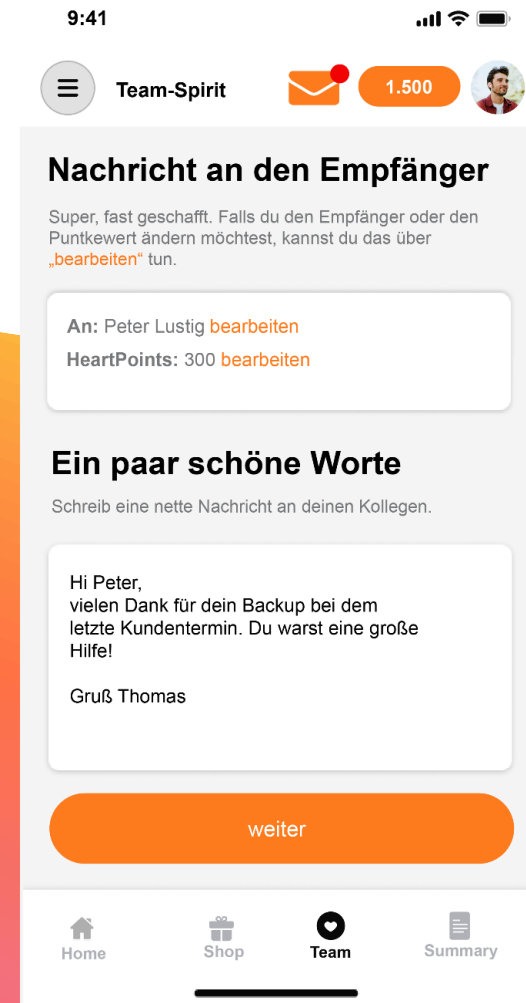 9:41
Team-Spirit
1.500
Nachricht an den Empfänger
Super, fast geschafft. Falls du den Empfänger oder den
Puntkewert ändern möchtest, kannst du das über
„bearbeiten“ tun.
An: Peter Lustig bearbeiten
HeartPoints: 300 bearbeiten
Ein paar schöne Worte
Schreib eine nette Nachricht an deinen Kollegen.
Hi Peter,
vielen Dank für dein Backup bei dem
letzte Kundentermin. Du warst eine große
Hilfe!
Gruß Thomas
weiter
Home
Shop
Team
Summary